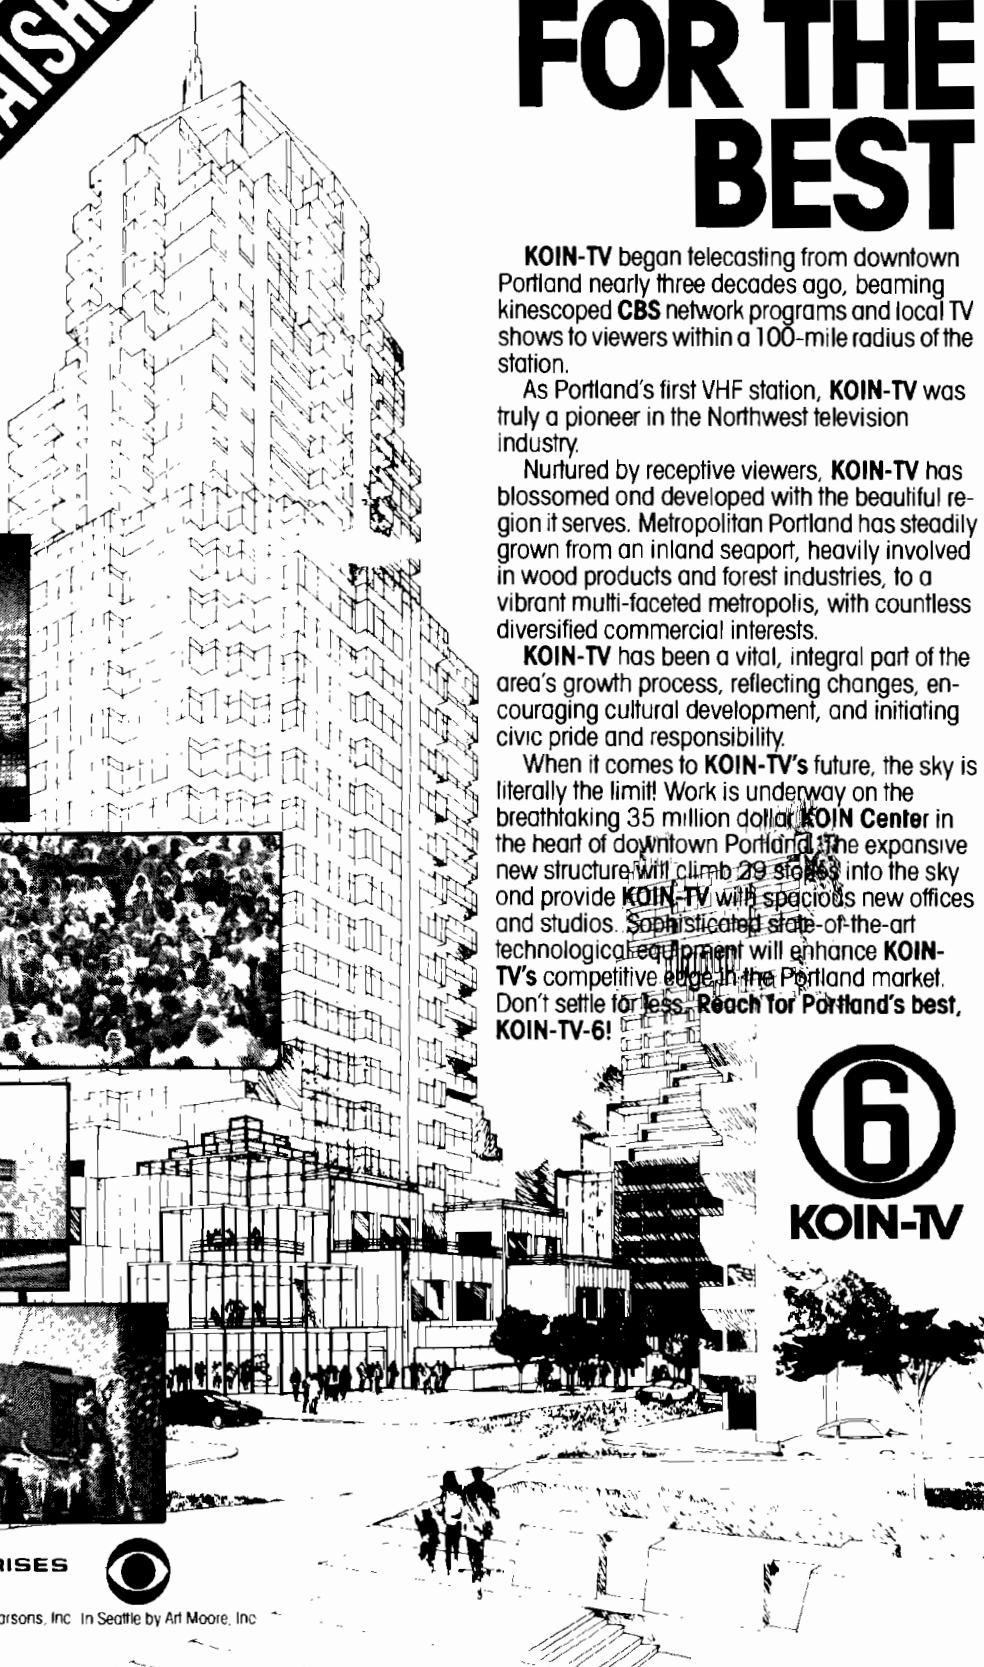 FOR THE
BEST
KOIN-TV began telecasting from downtown
Portland nearly three decades ago, beaming
kinescoped CBS network programs and local TV
shows to viewers within a 100-mile radius of the
station.
As Portland's first VHF station, KOIN-TV was
truly a pioneer in the Northwest television
industry.
Nurtured by receptive viewers, KOIN-TV has
blossomed and developed with the beautiful re-
gion it serves. Metropolitan Portland has steadily
grown from an inland seaport, heavily involved
in wood products and forest industries, to a
vibrant multi-faceted metropolis, with countless
diversified commercial interests.
KOIN-TV has been a vital, integral part of the
area's growth process, reflecting changes, en-
couraging cultural development, and initiating
civic pride and responsibility.
When it comes to KOIN-TV's future, the sky is
literally the limit! Work is underway on the
breathtaking 35 million dollar KOIN Center in
the heart of downtown Portland. The expansive
new structure will climb 29 stories into the sky
and provide KOIN-TV with spacious new offices
and studios. Sophisticated state-of-the-art
technological equipment will enhance KOIN-
TV's competitive edge in the Portland market.
Don't settle for less. Reach for Portland's best,
KOIN-TV-6!
6
KOIN-TV
RISES
arsons, Inc In Seattle by Art Moore, Inc